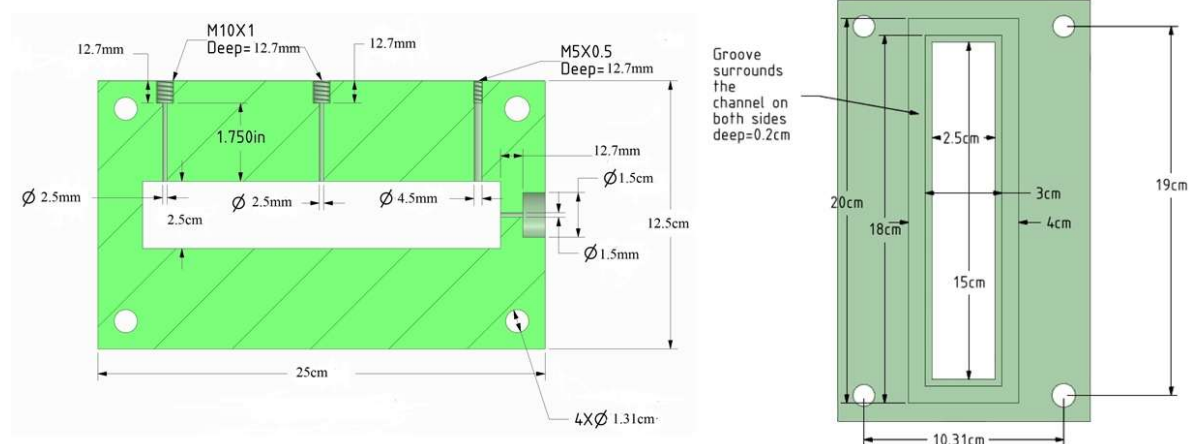 M10X1
Deep=12.7mm
12.7mm
12.7mm
M5X0.5
Deep=12.7mm
1.750in
12.7mm
Ø1.5cm
Ø 2.5mm
Ø 2.5mm
Ø 4.5mm
2.5cm
12.5cm
Ø1.5mm
25cm
4XØ 1.31cm
Groove
surrounds
the
channel on
both sides
deep=0.2cm
2.5cm
3cm
19cm
20cm
18cm
4cm
15cm
10.31cm